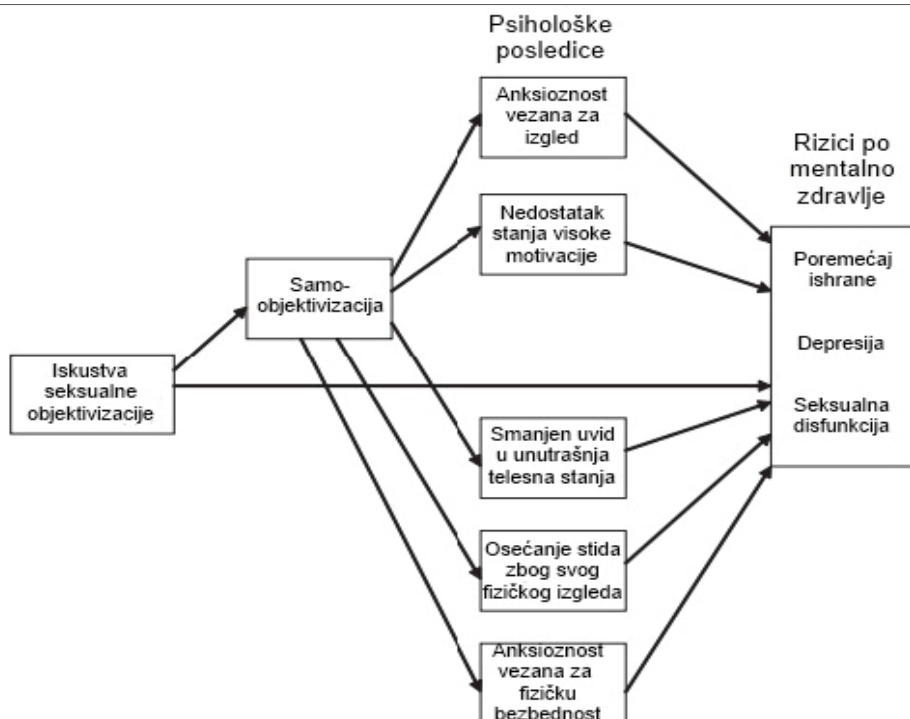 Psihološke
posledice
Anksioznost
vezana za
izgled
Rizici po
mentalno
zdravlje
Nedostatak
stanja visoke
motivacije
Poremećaj
ishrane
Samo-
objektivizacija
Depresija
Iskustva
seksualne
objektivizacije
Seksualna
disfunkcija
Smanjen uvid
u unutrašnja
telesna stanja
Osećanje stida
zbog svog
fizičkog izgleda
Anksioznost
vezana za
fizičku
bezbednost